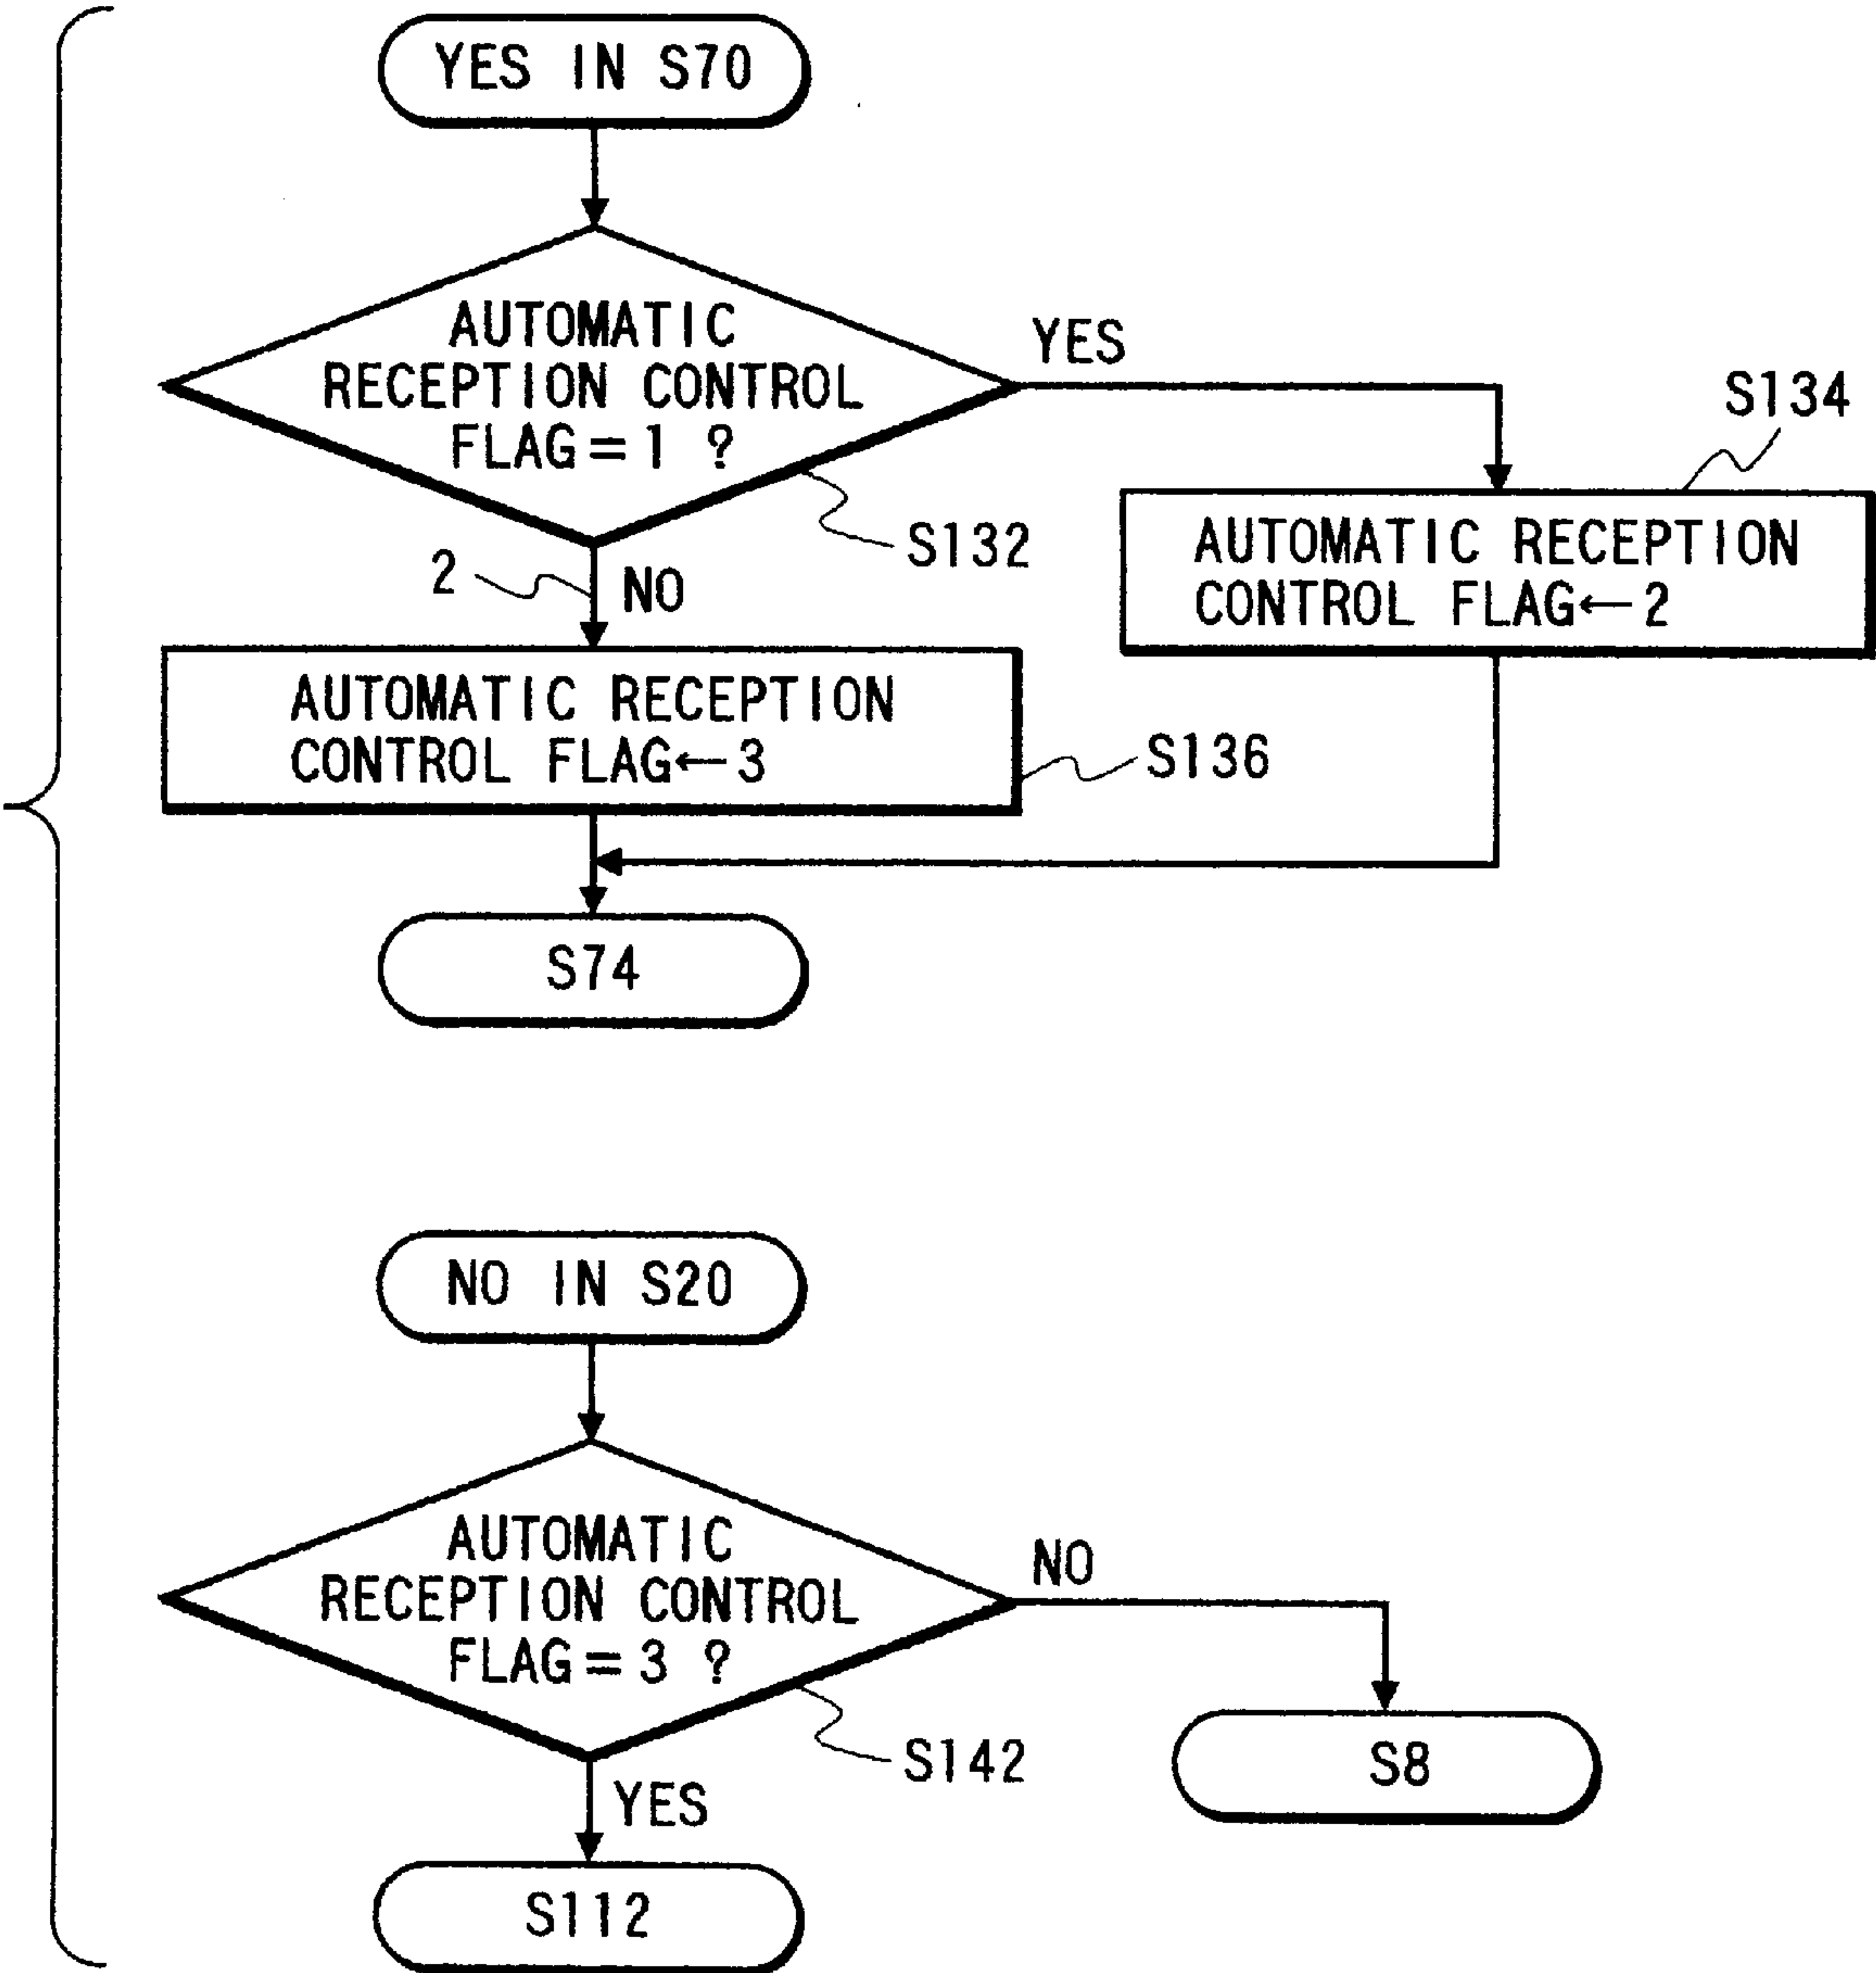 YES IN S70
AUTOMATIC
RECEPTION CONTROL
FLAG=1 ?
YES
S134
S132
AUTOMATIC RECEPTION
CONTROL FLAG←2
2
NO
AUTOMATIC RECEPTION
CONTROL FLAG←3
S136
S74
NO IN S20
AUTOMATIC
RECEPTION CONTROL
FLAG=3 ?
NO
S142
S8
YES
S112